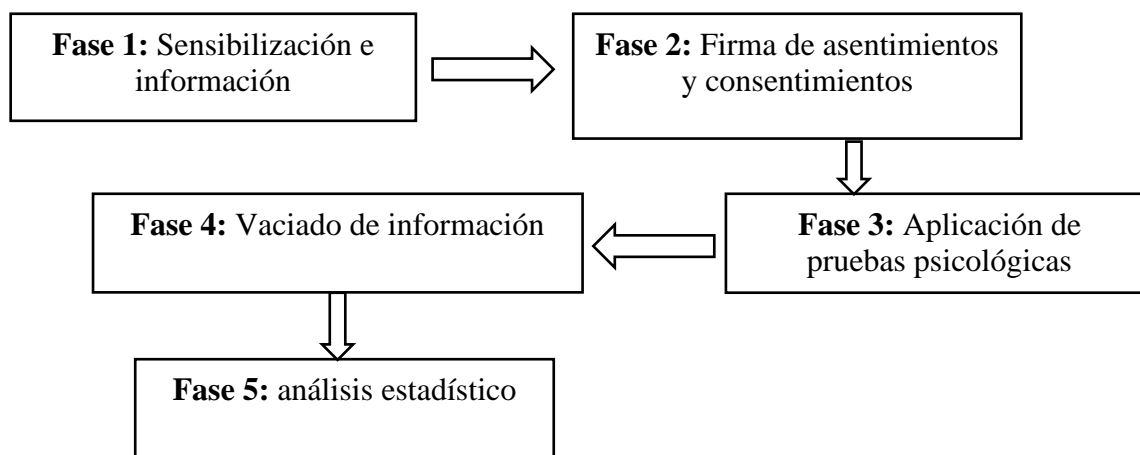 Fase 1: Sensibilización e
información
Fase 2: Firma de asentimientos
y consentimientos
Fase 3: Aplicación de
pruebas psicológicas
Fase 4: Vaciado de información
Fase 5: análisis estadístico